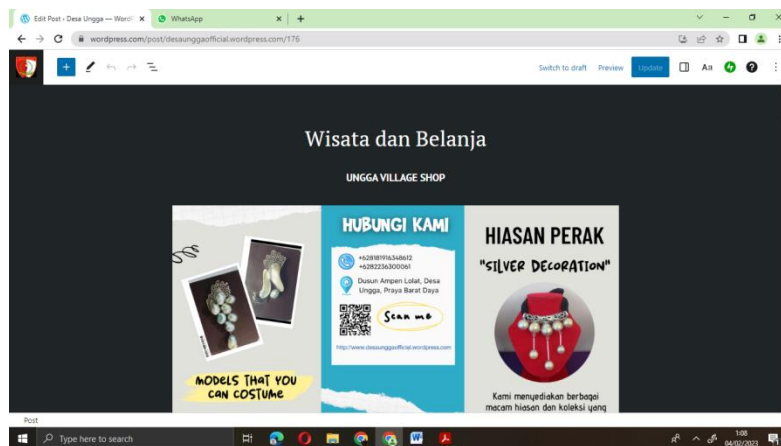 Edit Post ‹ Desa Ungga — Word
WhatsApp
wordpress.com/post/desaunggaofficial.wordpress.com/176
Switch to draft
Preview
Update
Aa
Wisata dan Belanja
UNGGA VILLAGE SHOP
MODELS THAT YOU
CAN COSTUME
HUBUNGI KAMI
+628181916348612
+6282236300061
Dusun Ampen Lolat, Desa
Ungga, Praya Barat Daya
Scan me
http://www.desaunggaofficial.wordpress.com
HIASAN PERAK
"SILVER DECORATION"
Kami menyediakan berbagai
macam hiasan dan koleksi yang
Post
Type here to search
1:08
04/02/2023